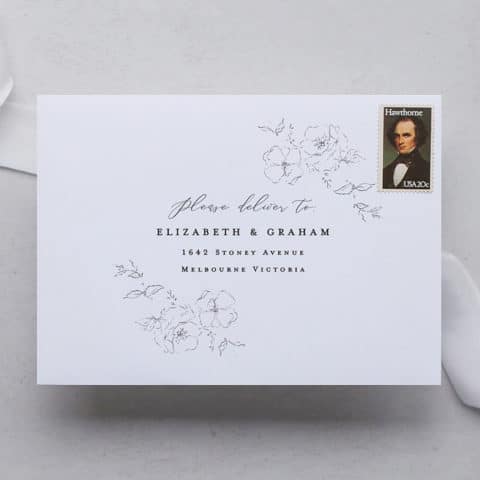 Hawthorne
USA 20c
Please deliver to:
ELIZABETH & GRAHAM
1642 STONEY AVENUE
MELBOURNE VICTORIA